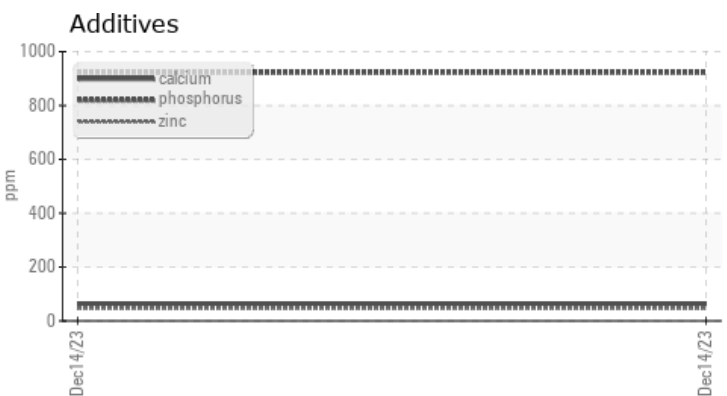 Additives
1000
calcium
phosphorus
800
zinc
600
ppm
400
200
0
Dec14/23
Dec14/23